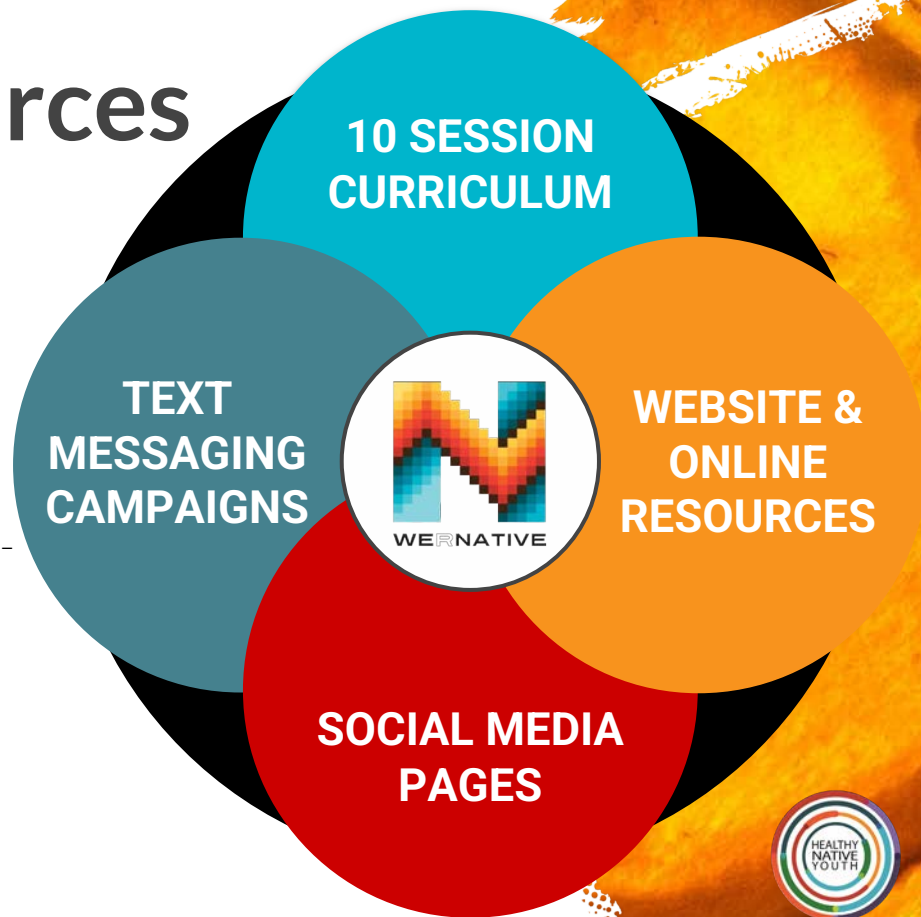 rces
10 SESSION
CURRICULUM
TEXT
MESSAGING
CAMPAIGNS
WEBSITE &
ONLINE
RESOURCES
WERNATIVE
–
SOCIAL MEDIA
PAGES
HEALTHY
NATIVE
YOUTH